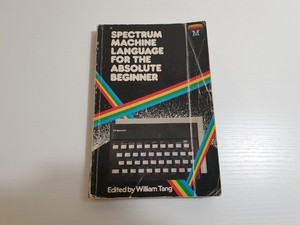 SPECTRUM
MACHINE
LANGUAGE
FOR THE
ABSOLUTE
BEGINNER
M
Edited by William Tang